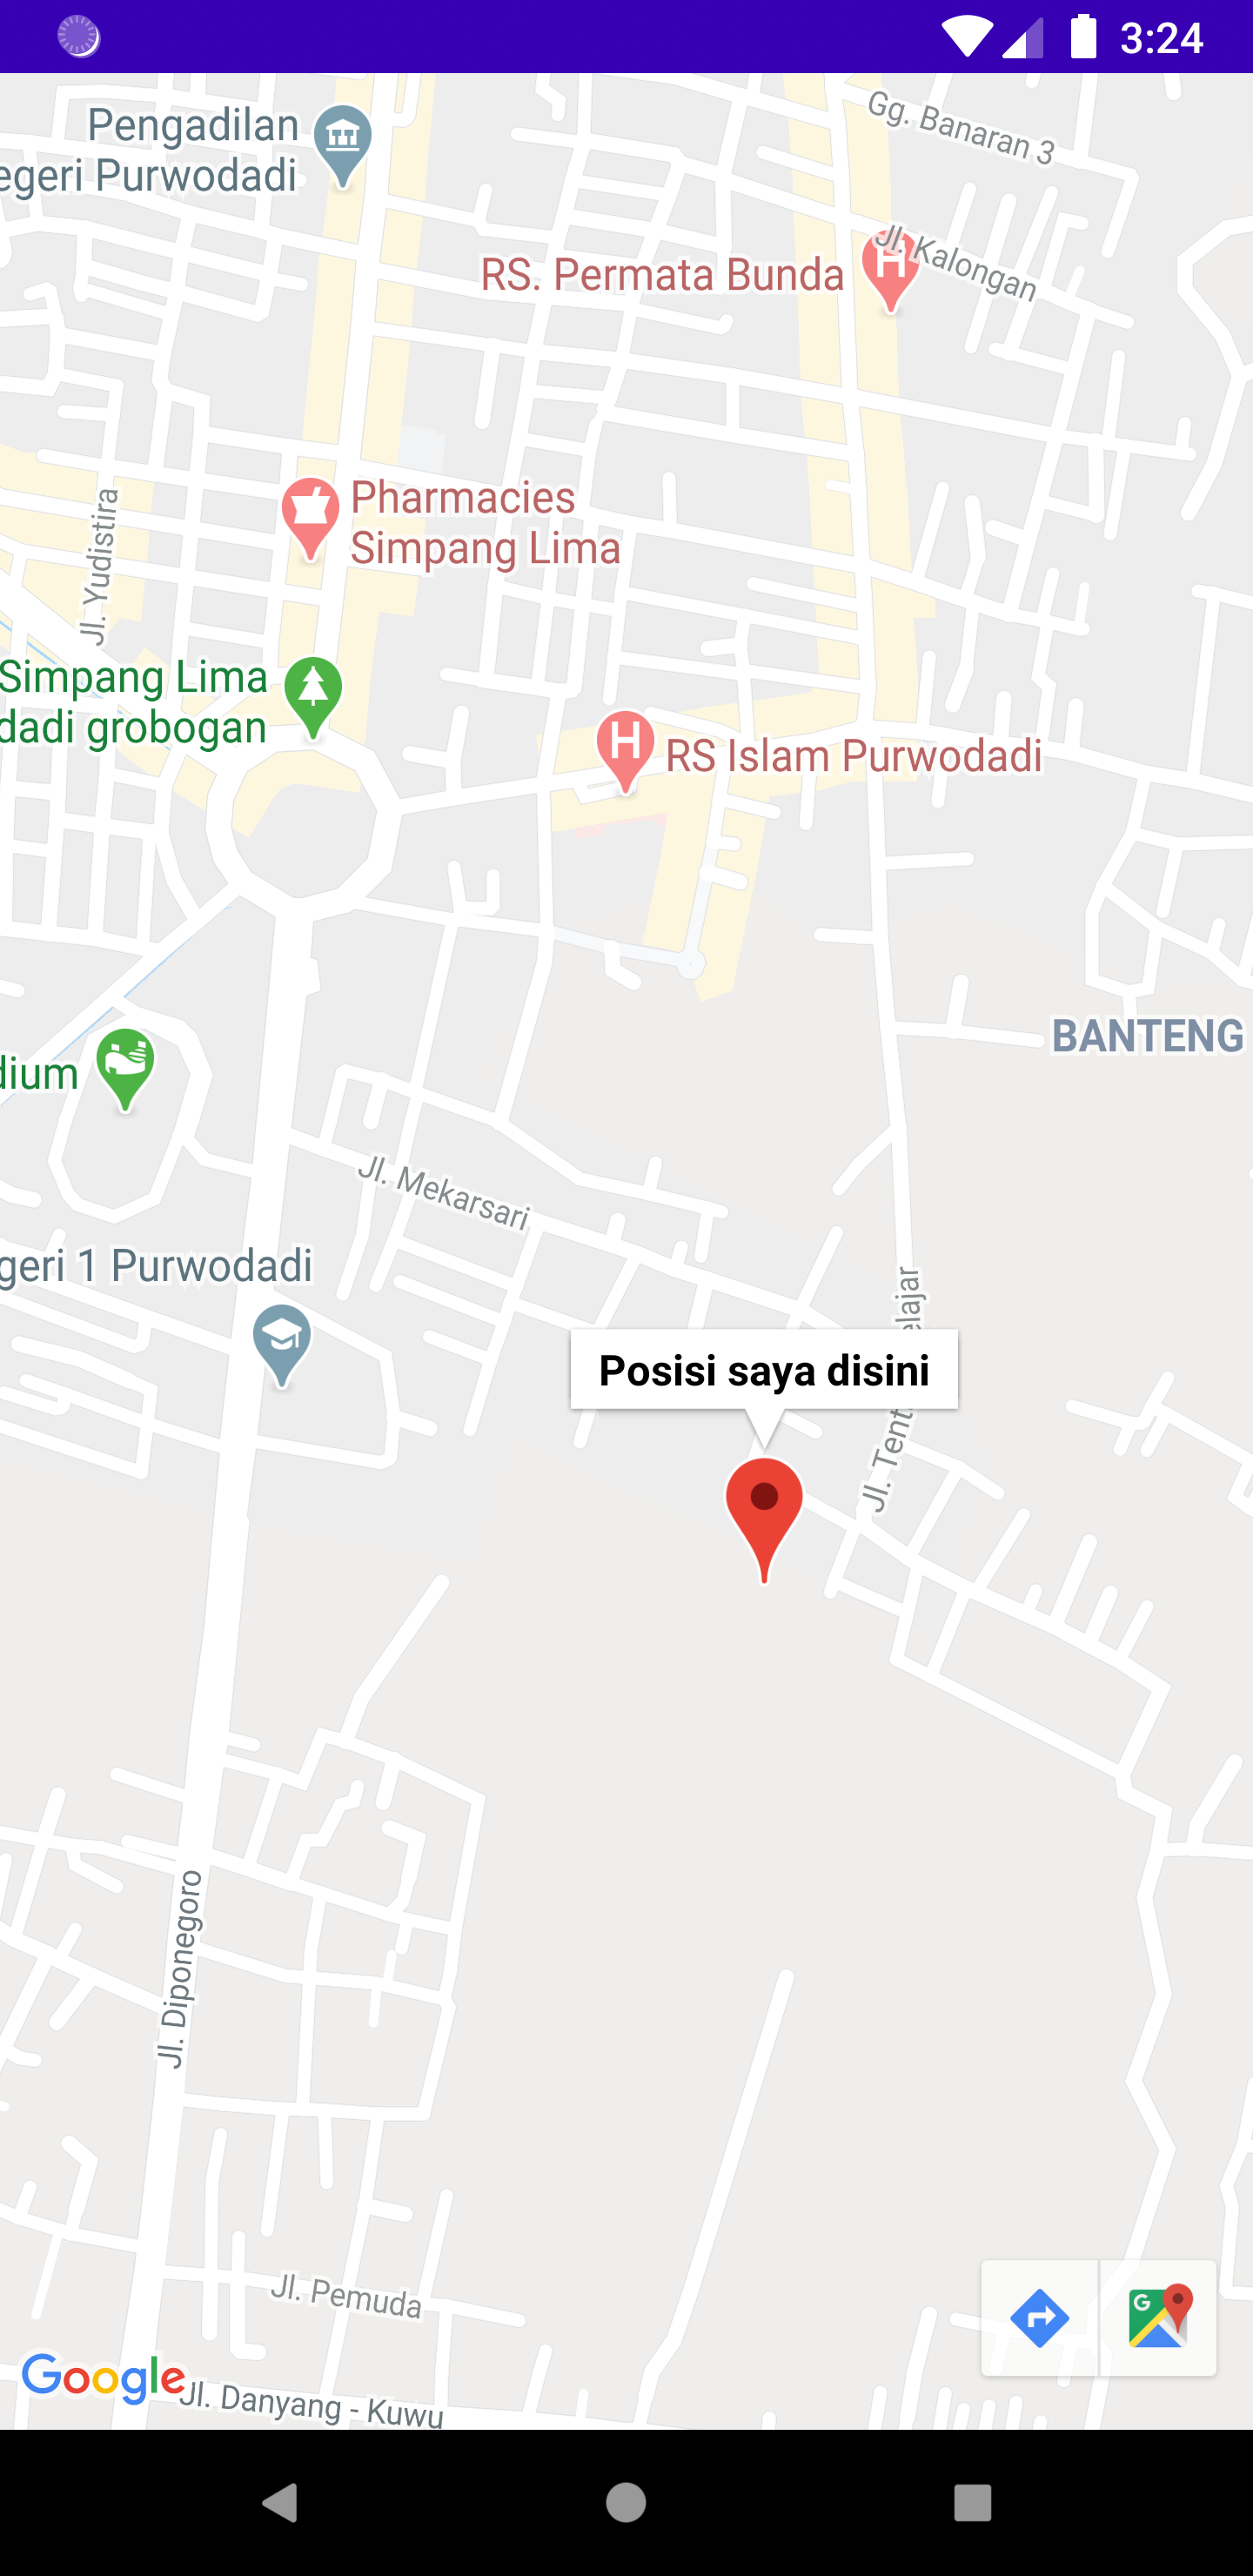 3:24
Gg. Banaran 3
Pengadilan
egeri Purwodadi
Jl. Kalongan
H
RS. Permata Bunda
Pharmacies
Simpang Lima
Jl. Yudistira
Simpang Lima
dadi grobogan
H
RS Islam Purwodadi
BANTENG
dium
Jl. Mekarsari
geri 1 Purwodadi
elajar
Posisi saya disini
Jl. Tent
Jl. Diponegoro
Jl. Pemuda
G
Google
Jl. Danyang - Kuwu